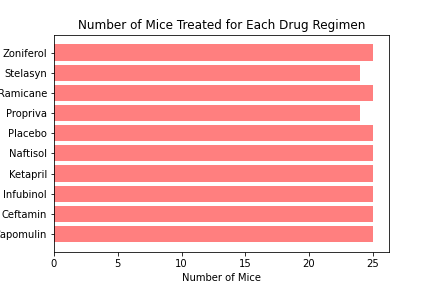 Number of Mice Treated for Each Drug Regimen
Zoniferol
Stelasyn
Ramicane
Propriva
Placebo
Naftisol
Ketapril
Infubinol
Ceftamin
apomulin
0 5 10 15 20 25
Number of Mice